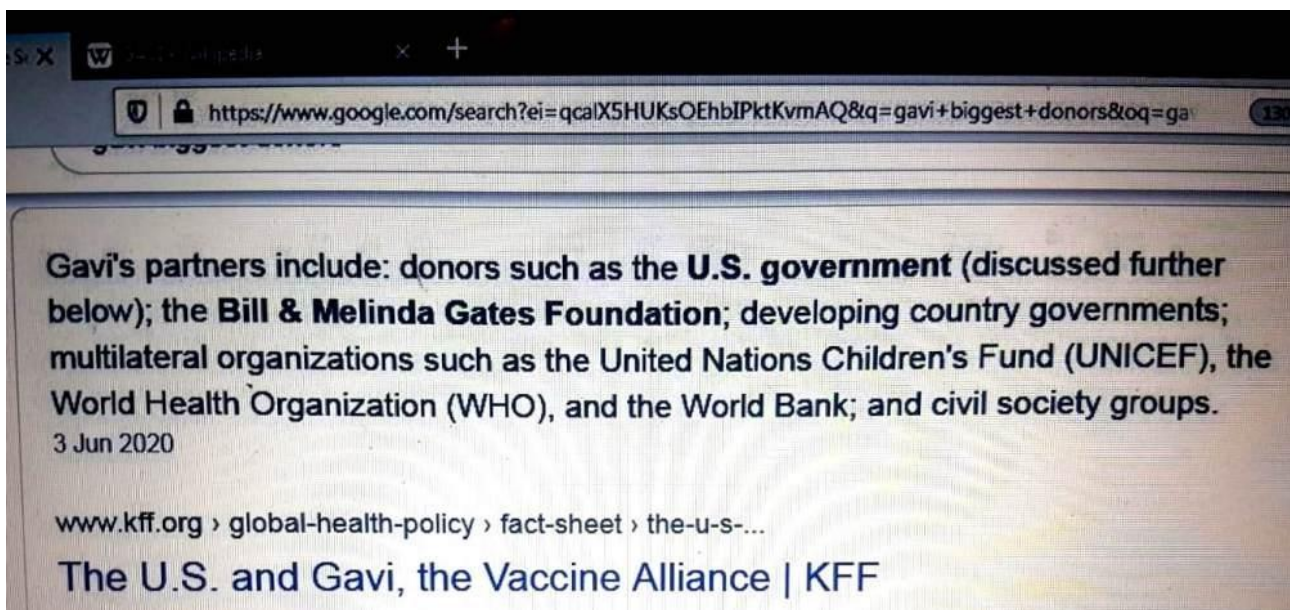 W
https://www.google.com/search?ei=qcalX5HUKsOEhbIPktKvmAQ&q=gavi+biggest+donors&oq=ga
130
Gavi's partners include: donors such as the U.S. government (discussed further
below); the Bill & Melinda Gates Foundation; developing country governments;
multilateral organizations such as the United Nations Children's Fund (UNICEF), the
World Health Organization (WHO), and the World Bank; and civil society groups.
3 Jun 2020
www.kff.org › global-health-policy › fact-sheet › the-u-s-...
The U.S. and Gavi, the Vaccine Alliance | KFF